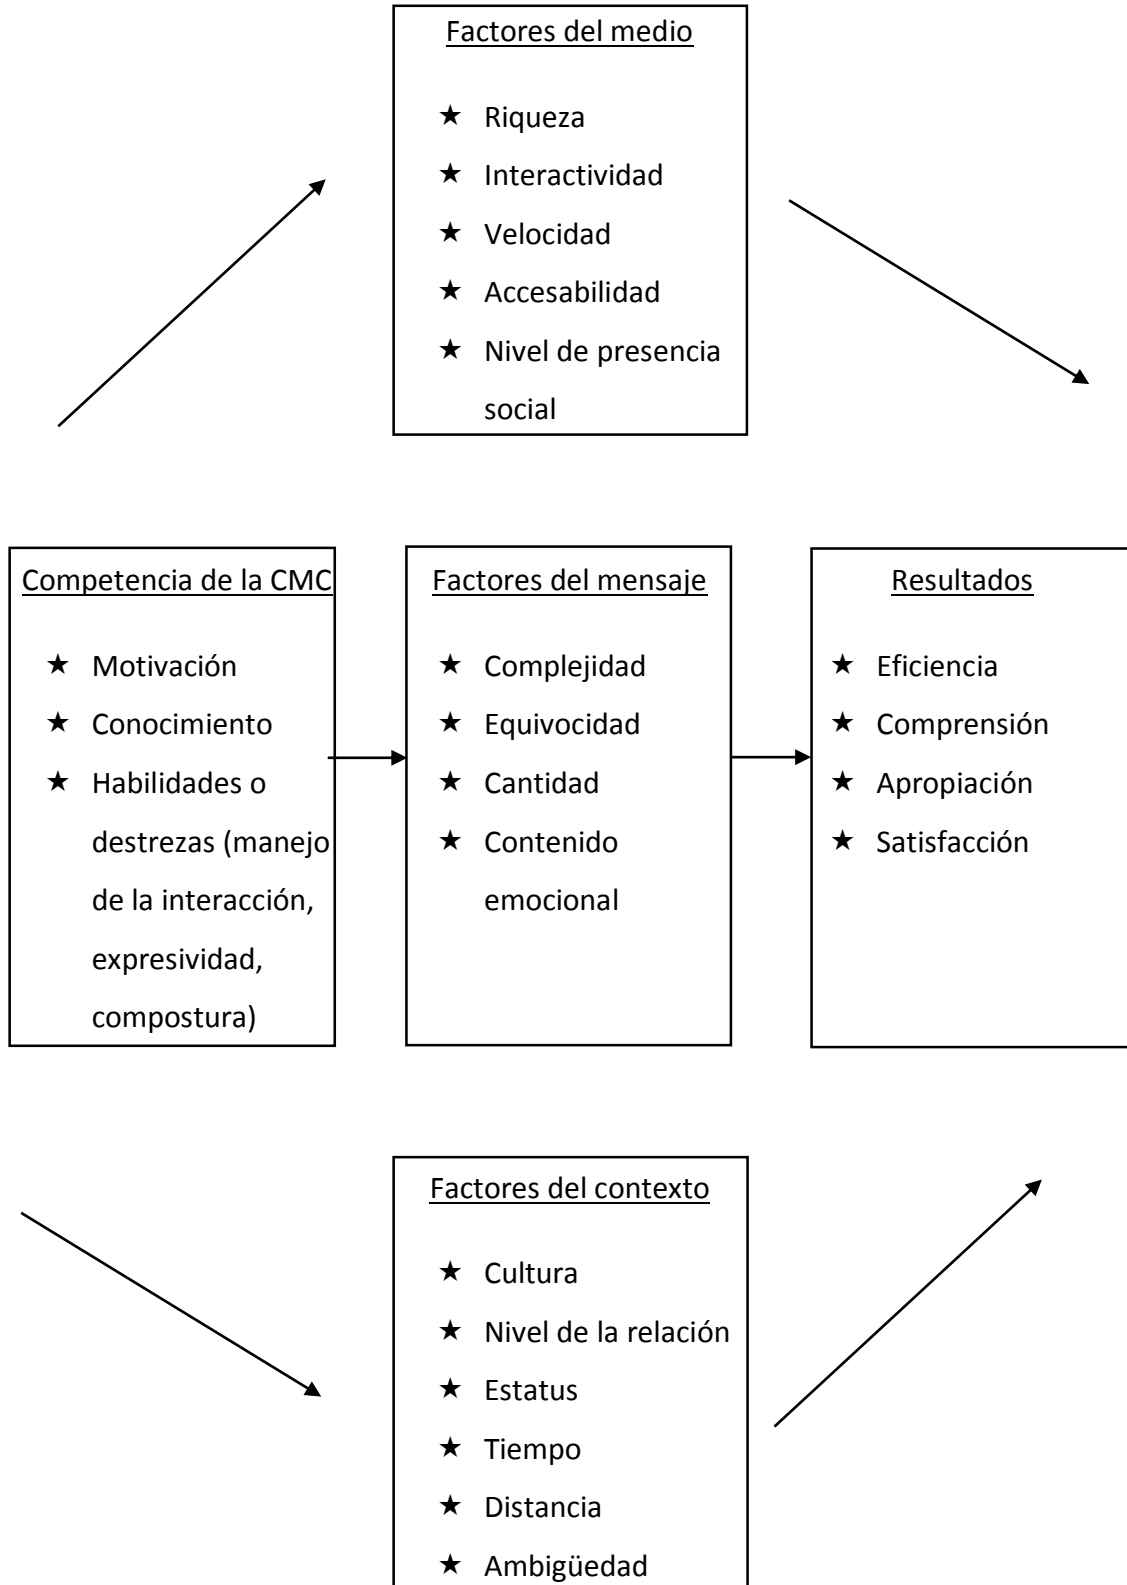 Factores del medio
★ Riqueza
★ Interactividad
★ Velocidad
★ Accesabilidad
★ Nivel de presencia
social
Competencia de la CMC
★ Motivación
★ Conocimiento
★ Habilidades o
destrezas (manejo
de la interacción,
expresividad,
compostura)
Factores del mensaje
★ Complejidad
★ Equivocidad
★ Cantidad
★ Contenido
emocional
Resultados
★ Eficiencia
★ Comprensión
★ Apropiación
★ Satisfacción
Factores del contexto
★ Cultura
★ Nivel de la relación
★ Estatus
★ Tiempo
★ Distancia
★ Ambigüedad